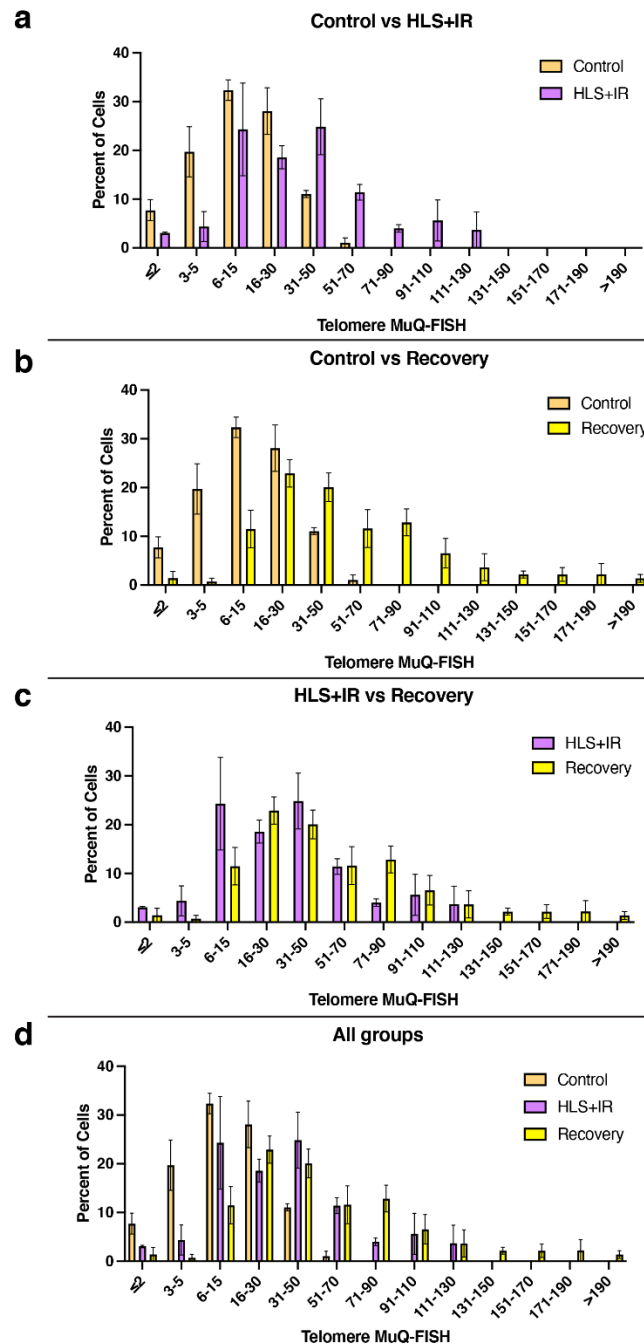 a
Control vs HLS+IR
Control
HLS+IR
Percent of Cells
40
30
20
10
0
≤2
3-5
6-15
16-30
31-50
51-70
71-90
91-110
111-130
131-150
151-170
171-190
>190
Telomere MuQ-FISH
b
Control vs Recovery
Control
Recovery
Percent of Cells
40
30
20
10
0
≤2
3-5
6-15
16-30
31-50
51-70
71-90
91-110
111-130
131-150
151-170
171-190
>190
Telomere MuQ-FISH
c
HLS+IR vs Recovery
HLS+IR
Recovery
Percent of Cells
40
30
20
10
0
≤2
3-5
6-15
16-30
31-50
51-70
71-90
91-110
111-130
131-150
151-170
171-190
>190
Telomere MuQ-FISH
d
All groups
Control
HLS+IR
Recovery
Percent of Cells
40
30
20
10
0
≤2
3-5
6-15
16-30
31-50
51-70
71-90
91-110
111-130
131-150
151-170
171-190
>190
Telomere MuQ-FISH